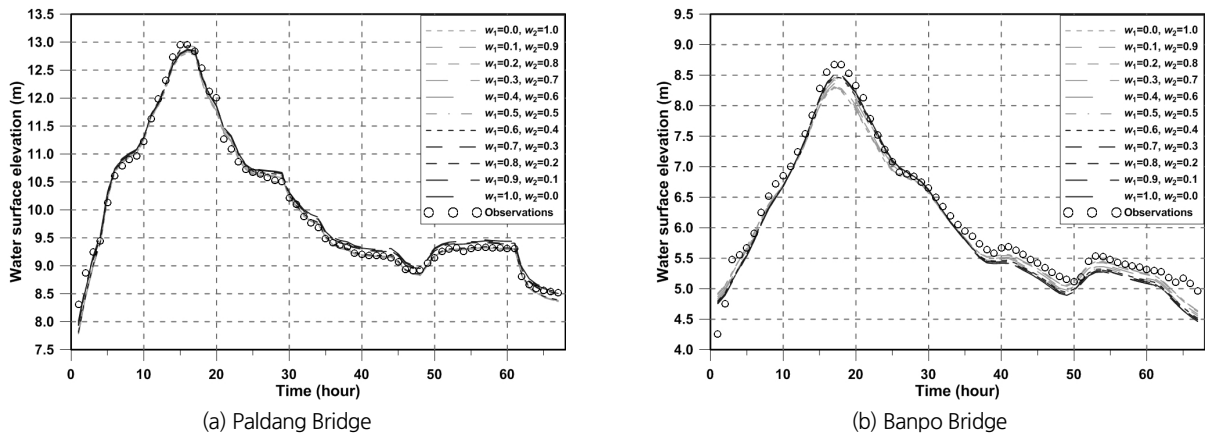 Water surface elevation (m)
13.5
13.0
12.5
12.0
11.5
11.0
10.5
10.0
9.5
9.0
8.5
8.0
7.5
0 10 20 30 40 50 60
Time (hour)
w1=0.0, w2=1.0
w1=0.1, w2=0.9
w1=0.2, w2=0.8
w1=0.3, w2=0.7
w1=0.4, w2=0.6
w1=0.5, w2=0.5
w1=0.6, w2=0.4
w1=0.7, w2=0.3
w1=0.8, w2=0.2
w1=0.9, w2=0.1
w1=1.0, w2=0.0
Observations
(a) Paldang Bridge
Water surface elevation (m)
9.5
9.0
8.5
8.0
7.5
7.0
6.5
6.0
5.5
5.0
4.5
4.0
0 10 20 30 40 50 60
Time (hour)
w1=0.0, w2=1.0
w1=0.1, w2=0.9
w1=0.2, w2=0.8
w1=0.3, w2=0.7
w1=0.4, w2=0.6
w1=0.5, w2=0.5
w1=0.6, w2=0.4
w1=0.7, w2=0.3
w1=0.8, w2=0.2
w1=0.9, w2=0.1
w1=1.0, w2=0.0
Observations
(b) Banpo Bridge